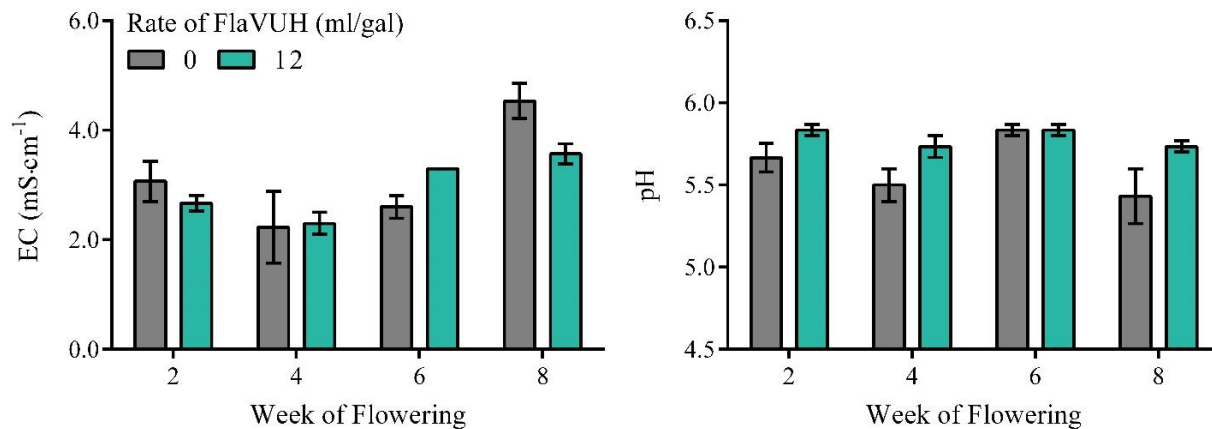 Rate of FlaVUH (ml/gal)
0 12
EC (mS·cm⁻¹)
6.0
4.0
2.0
0.0
2 4 6 8
Week of Flowering
pH
6.5
6.0
5.5
5.0
4.5
2 4 6 8
Week of Flowering